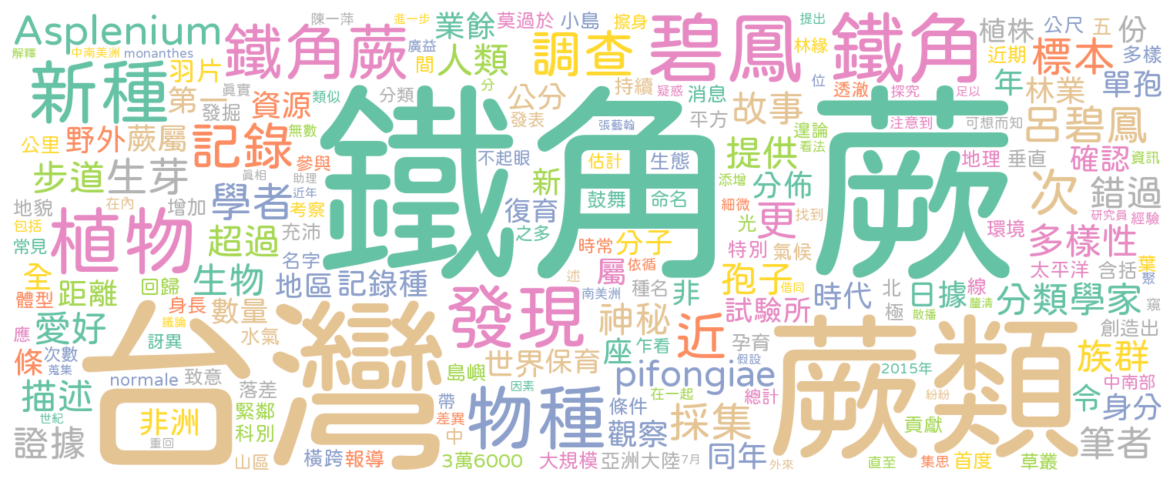 陳一萍 進一步 業餘 莫過於 小島 掀身 碧鳳 鐵角 植株 公尺 五 份 提出
Asplenium 鐵角蕨 廣益 人類 調查 林緣 近期 標本 多樣
解釋 中南美洲 monanthes 間 分 持續 疑惑 位 透澈 探究 足以
新種 羽片 第一 資源 真實 類似 分類 公分 消息 故事 年 林業 單孢
發掘 發表 平方 張藝翰 遑論 看法 注意到 可想而知 呂碧鳳
公里 野外 蕨屬 記錄 無數 參與 鐵角蕨 不起眼 估計 生態 提供 地理 垂直 確認 資訊
步道 生芽 真相 助理 近年 鼓舞 命名 添增 分佈 次 錯過
地貌 在內 增加 學者 考察 復育 新 細微 光 找到 更 環境 研究員 經驗
包括 常見 植物 超過 充沛 之多 時常 分子 特別 氣候 多樣性
全 生物 名字 地區 記錄種 依循 屬 孢子 太平洋 含括 葉 聚
體型 距離 回歸 身長 發現 述 南美洲 種名 非 時代 北 日據 線 偕同 釐清 分類學家 窺
應 愛好 議論 數量 訝異 神秘 試驗所 極 散播 創造出
條 次數 蒐集 水氣 孕育 台灣 世界 保育 座 乍看 近 假設 蕨類 族群
描述 normale 致意 落差 島嶼 物種 因素 pifongiae 2015年 中南部
世紀 非洲 緊鄰 帶 條件 在一起 總計 紛紛 令 身分
證據 重回 科別 差異 中 觀察 採集 貢獻 筆者
山區 橫跨 報導 3萬6000 大規模 亞洲大陸 7月 同年 外來 直至 集思 首度 草叢